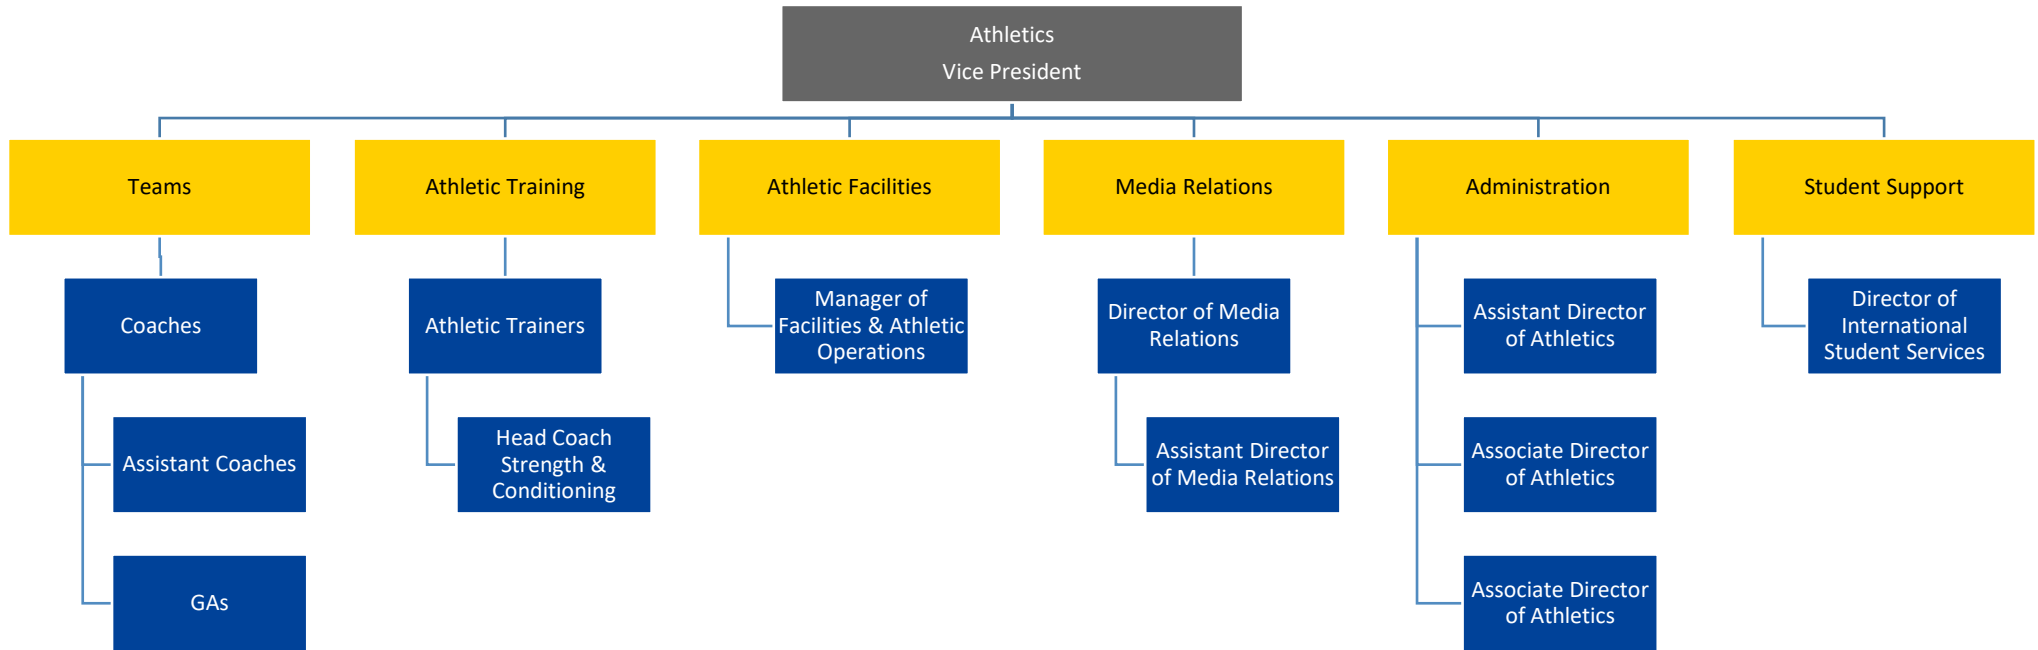 Athletics
Vice President
Teams
Athletic Training
Athletic Facilities
Media Relations
Administration
Student Support
Coaches
Athletic Trainers
Manager of
Facilities & Athletic
Operations
Director of Media
Relations
Assistant Director
of Athletics
Director of
International
Student Services
Assistant Coaches
Head Coach
Strength &
Conditioning
Assistant Director
of Media Relations
Associate Director
of Athletics
GAs
Associate Director
of Athletics